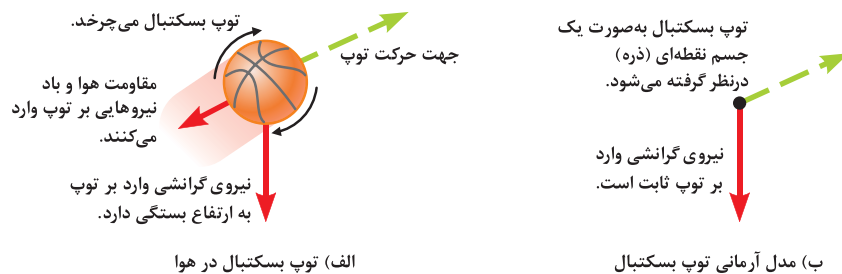 توپ بسکتبال به‌صورت یک
جسم نقطه‌ای (ذره)
درنظر گرفته می‌شود.
نیروی گرانشی وارد
بر توپ ثابت است.
ب) مدل آرمانی توپ بسکتبال
توپ بسکتبال می‌چرخد.
جهت حرکت توپ
مقاومت هوا و باد
نیروهایی بر توپ وارد
می‌کنند.
نیروی گرانشی وارد بر توپ
به ارتفاع بستگی دارد.
الف) توپ بسکتبال در هوا